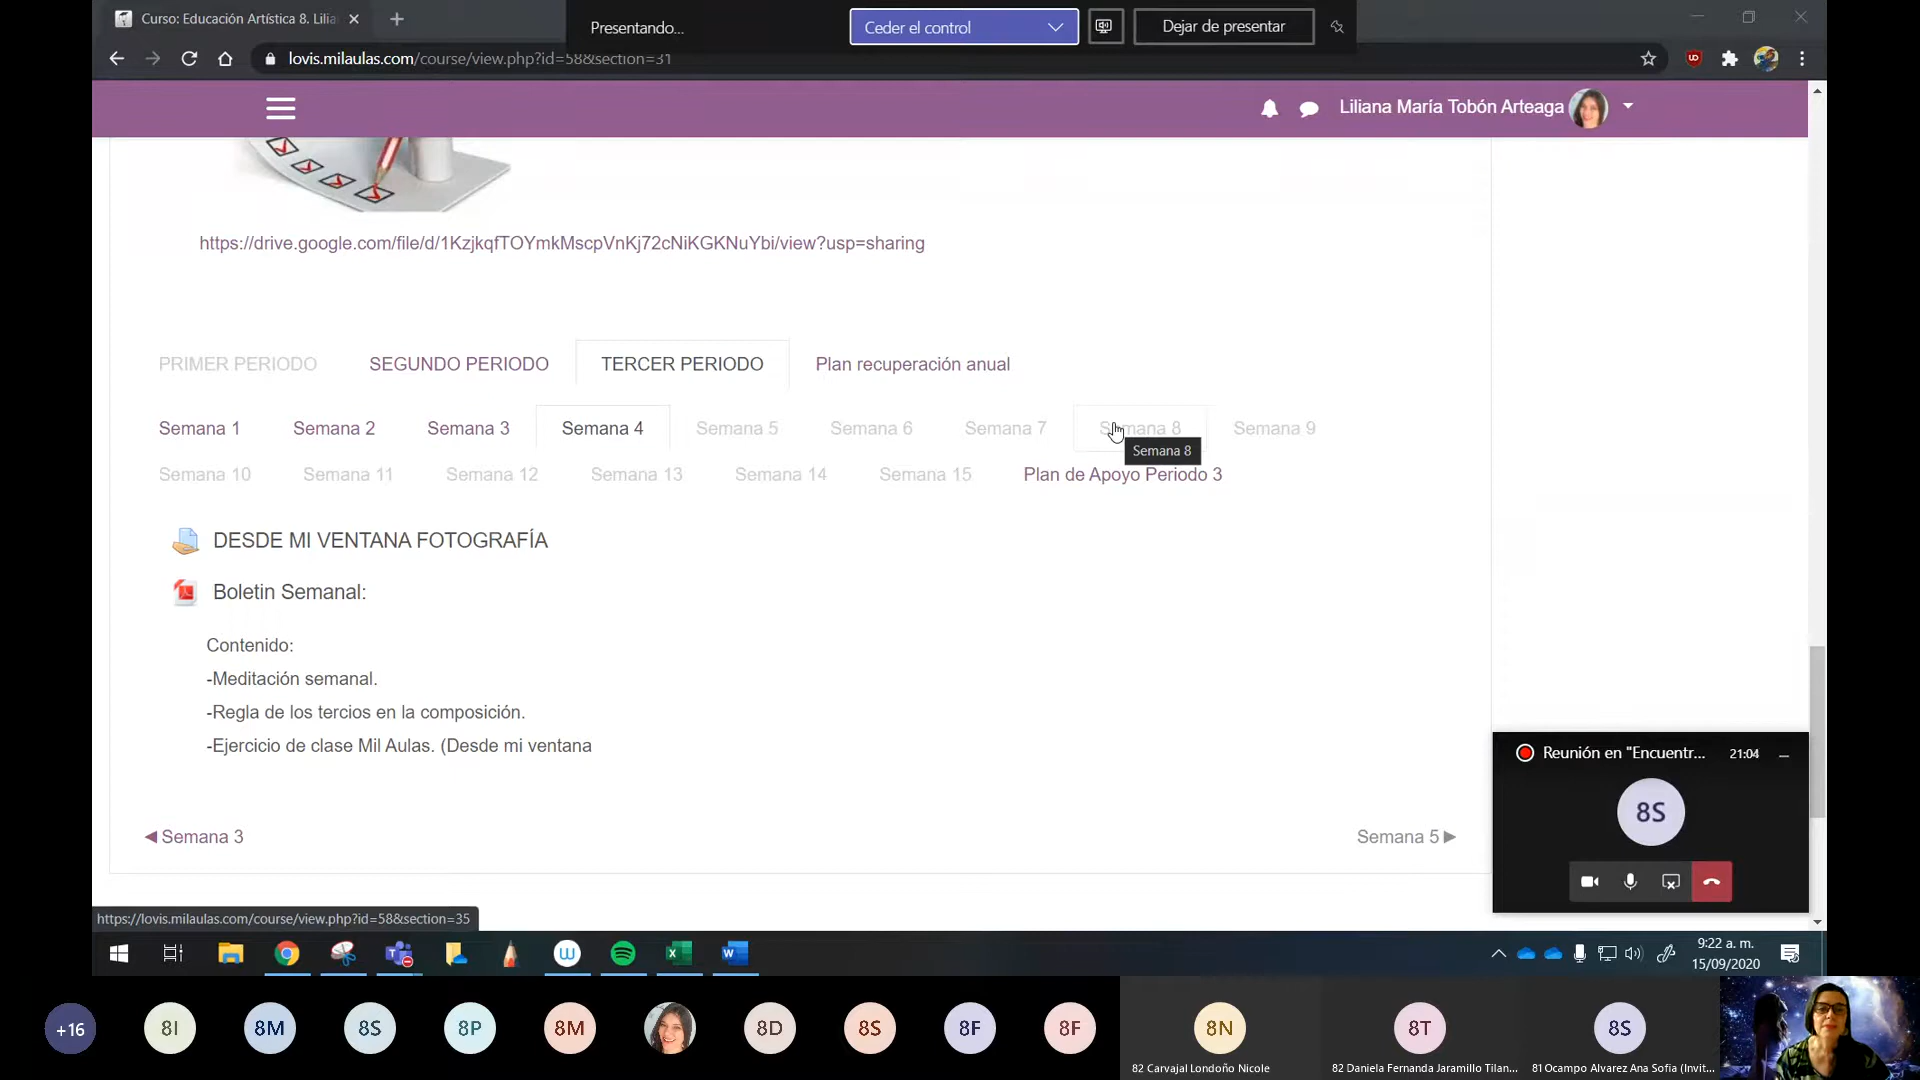 Curso: Educación Artística 8. Lilia
Presentando...
Ceder el control
Dejar de presentar
lovis.milaulas.com/course/view.php?id=58&section=31
Liliana María Tobón Arteaga
https://drive.google.com/file/d/1KzjkqfTOYmkMscpVnKj72cNiKGKNuYbi/view?usp=sharing
PRIMER PERIODO SEGUNDO PERIODO TERCER PERIODO Plan recuperación anual
Semana 1 Semana 2 Semana 3 Semana 4 Semana 5 Semana 6 Semana 7 Semana 8 Semana 9
Semana 8
Semana 10 Semana 11 Semana 12 Semana 13 Semana 14 Semana 15 Plan de Apoyo Periodo 3
DESDE MI VENTANA FOTOGRAFÍA
Boletin Semanal:
Contenido:
-Meditación semanal.
-Regla de los tercios en la composición.
-Ejercicio de clase Mil Aulas. (Desde mi ventana
Reunión en "Encuentr... 21:04
8S
Semana 3
Semana 5
https://lovis.milaulas.com/course/view.php?id=58&section=35
9:22 a. m.
15/09/2020
+16 8I 8M 8S 8P 8M 8D 8S 8F 8F 8N 8T 8S
82 Carvajal Londoño Nicole
82 Daniela Fernanda Jaramillo Tilan...
81 Ocampo Alvarez Ana Sofia (Invit...